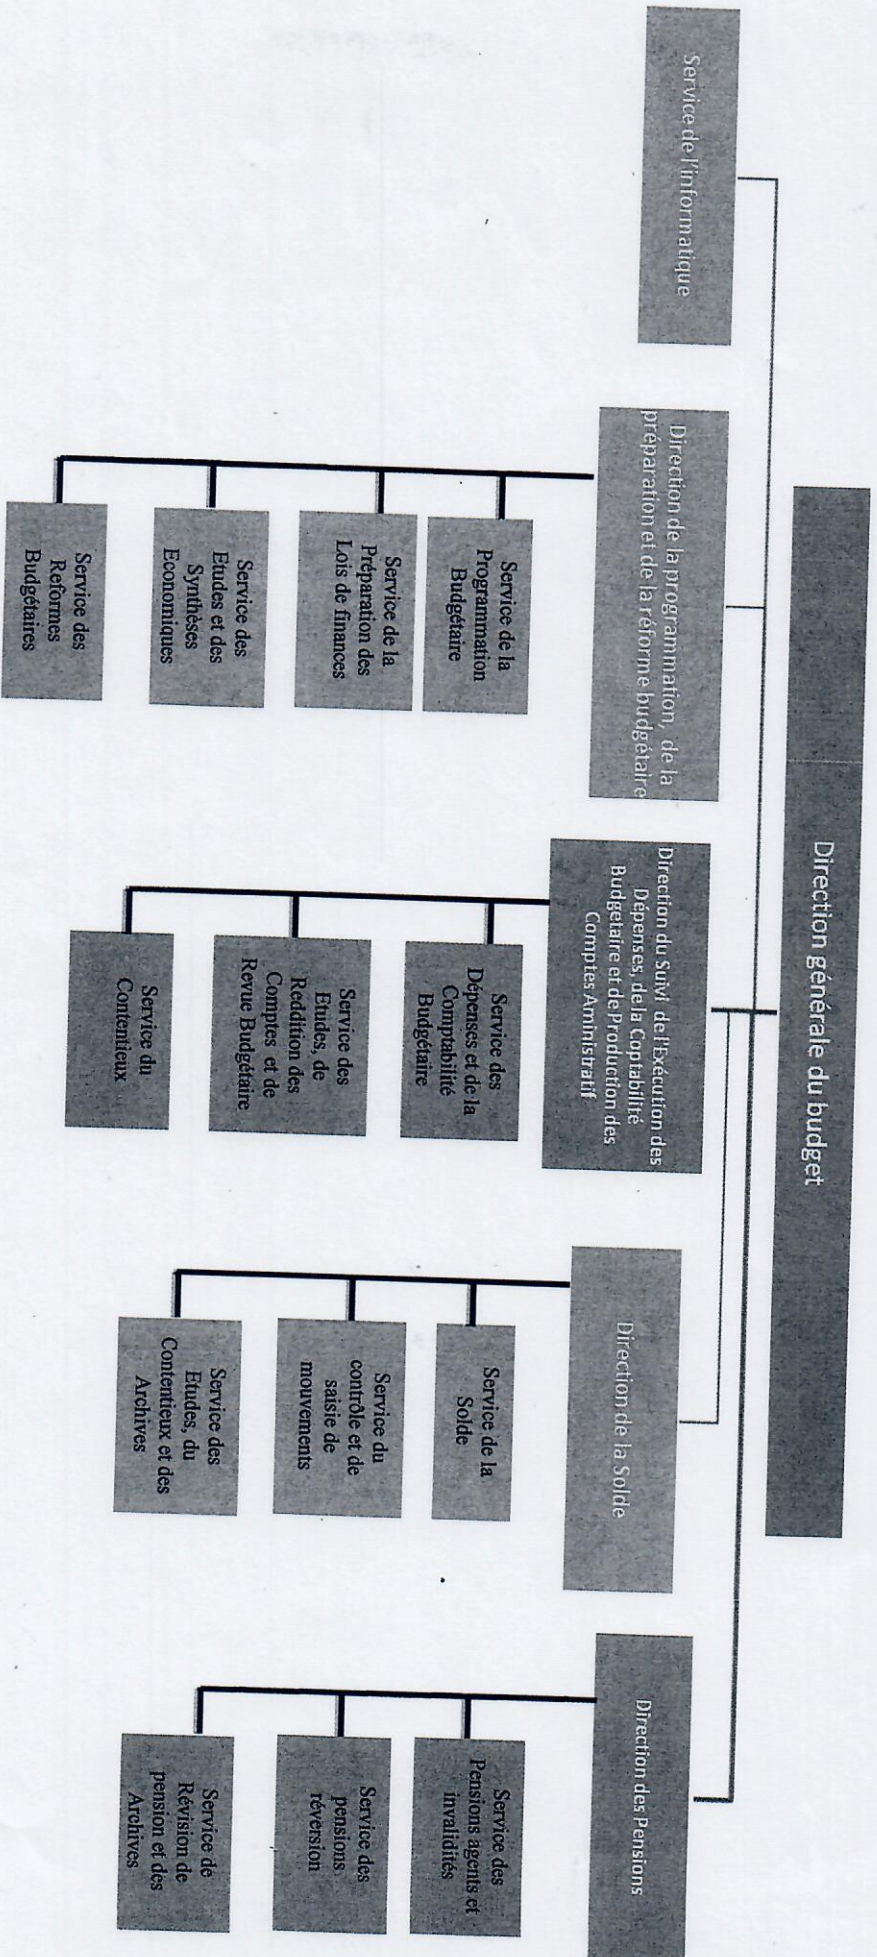 Direction générale du budget
Service de l'informatique
Direction de la programmation, de la
préparation et de la réforme budgétaire
Service de la
Programmation
Budgétaire
Service de la
Préparation des
Lois de finances
Service des
Etudes et des
Synthèses
Economiques
Service des
Reformes
Budgétaires
Direction du Suivi de l'Exécution des
Dépenses, de la Coptabilité
Budgetaire et de Production des
Comptes Aministratif
Service des
Dépenses et de la
Comptabilité
Budgétaire
Service des
Etudes, de
Reddition des
Comptes et de
Revue Budgétaire
Service du
Contentieux
Direction de la Solde
Service de la
Solde
Service du
contrôle et de
saisie de
mouvements
Service des
Etudes, du
Contentieux et des
Archives
Direction des Pensions
Service des
Pensions agents et
invalidités
Service des
pensions
réversion
Service de
Révision de
pension et des
Archives